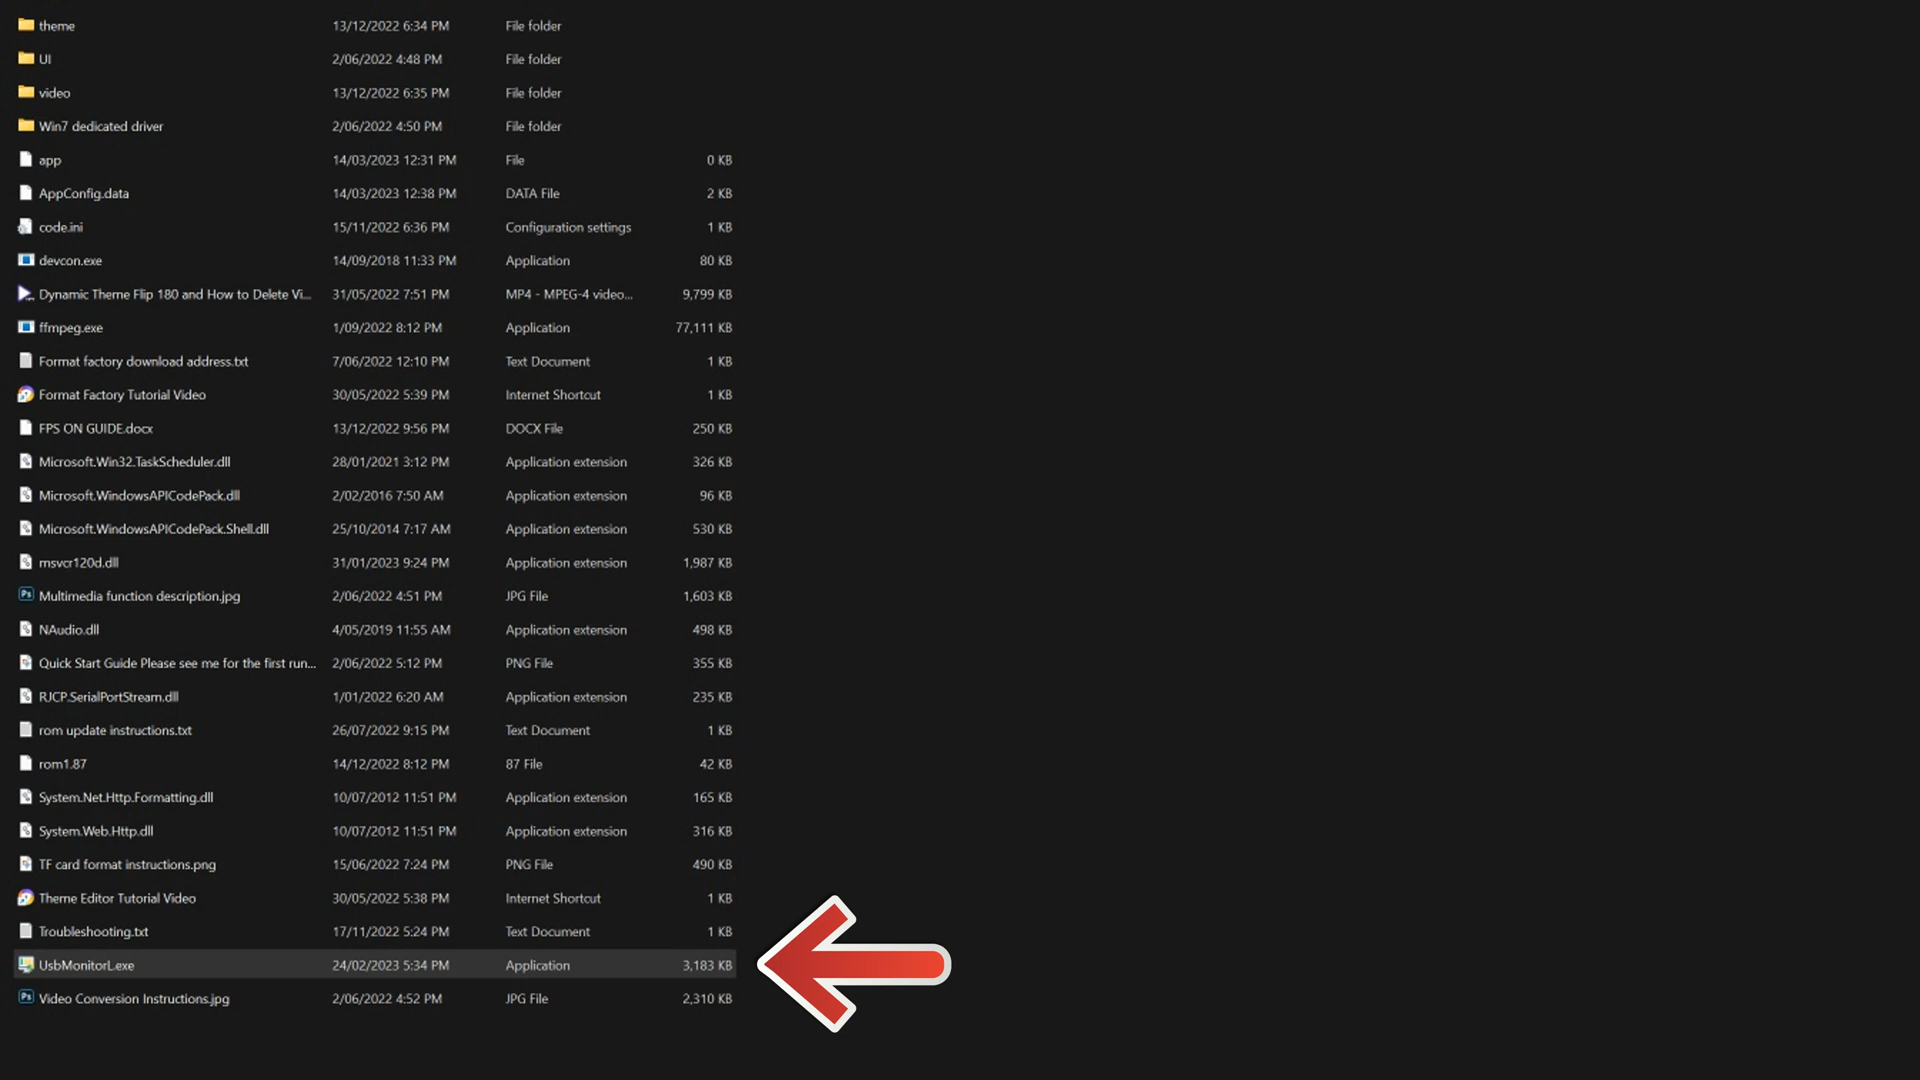 theme 13/12/2022 6:34 PM File folder
UI 2/06/2022 4:48 PM File folder
video 13/12/2022 6:35 PM File folder
Win7 dedicated driver 2/06/2022 4:50 PM File folder
app 14/03/2023 12:31 PM File 0 KB
AppConfig.data 14/03/2023 12:38 PM DATA File 2 KB
code.ini 15/11/2022 6:36 PM Configuration settings 1 KB
devcon.exe 14/09/2018 11:33 PM Application 80 KB
Dynamic Theme Flip 180 and How to Delete Vi... 31/05/2022 7:51 PM MP4 - MPEG-4 video... 9,799 KB
ffmpeg.exe 1/09/2022 8:12 PM Application 77,111 KB
Format factory download address.txt 7/06/2022 12:10 PM Text Document 1 KB
Format Factory Tutorial Video 30/05/2022 5:39 PM Internet Shortcut 1 KB
FPS ON GUIDE.docx 13/12/2022 9:56 PM DOCX File 250 KB
Microsoft.Win32.TaskScheduler.dll 28/01/2021 3:12 PM Application extension 326 KB
Microsoft.WindowsAPICodePack.dll 2/02/2016 7:50 AM Application extension 96 KB
Microsoft.WindowsAPICodePack.Shell.dll 25/10/2014 7:17 AM Application extension 530 KB
msvcr120d.dll 31/01/2023 9:24 PM Application extension 1,987 KB
Ps Multimedia function description.jpg 2/06/2022 4:51 PM JPG File 1,603 KB
NAudio.dll 4/05/2019 11:55 AM Application extension 498 KB
Quick Start Guide Please see me for the first run... 2/06/2022 5:12 PM PNG File 355 KB
RJCP.SerialPortStream.dll 1/01/2022 6:20 AM Application extension 235 KB
rom update instructions.txt 26/07/2022 9:15 PM Text Document 1 KB
rom1.87 14/12/2022 8:12 PM 87 File 42 KB
System.Net.Http.Formatting.dll 10/07/2012 11:51 PM Application extension 165 KB
System.Web.Http.dll 10/07/2012 11:51 PM Application extension 316 KB
TF card format instructions.png 15/06/2022 7:24 PM PNG File 490 KB
Theme Editor Tutorial Video 30/05/2022 5:38 PM Internet Shortcut 1 KB
Troubleshooting.txt 17/11/2022 5:24 PM Text Document 1 KB
UsbMonitorL.exe 24/02/2023 5:34 PM Application 3,183 KB
Ps Video Conversion Instructions.jpg 2/06/2022 4:52 PM JPG File 2,310 KB